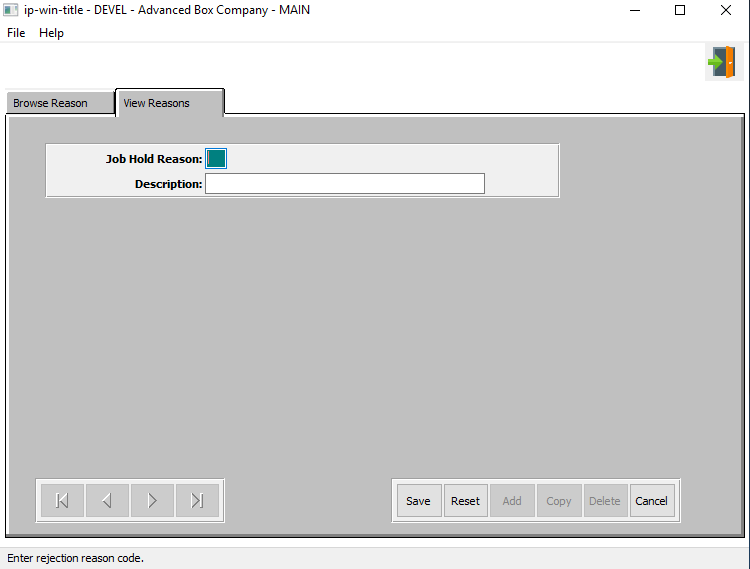 ip-win-title - DEVEL - Advanced Box Company - MAIN
File Help
Browse Reason View Reasons
Job Hold Reason:
Description:
Save Reset Add Copy Delete Cancel
Enter rejection reason code.